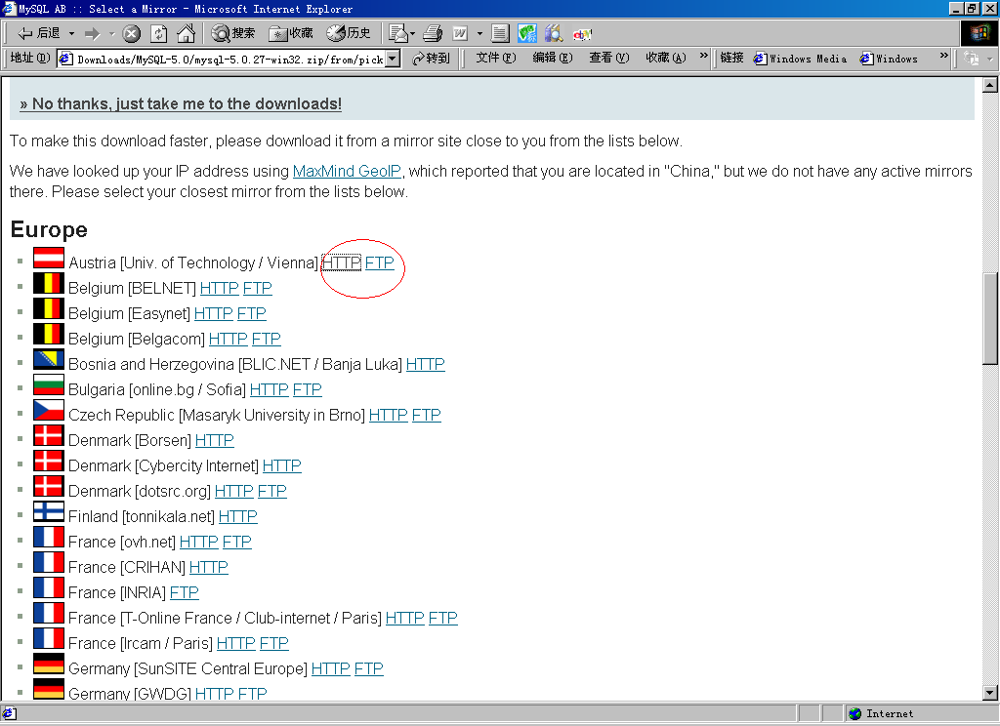 MySQL AB :: Select a Mirror - Microsoft Internet Explorer
后退 搜索 收藏 历史
地址(D) Downloads/MySQL-5.0/mysql-5.0.27-win32.zip/from/pick 转到 文件(F) 编辑(E) 查看(V) 收藏(A) » 链接 Windows Media Windows »
» No thanks, just take me to the downloads!
To make this download faster, please download it from a mirror site close to you from the lists below.
We have looked up your IP address using MaxMind GeoIP, which reported that you are located in "China," but we do not have any active mirrors
there. Please select your closest mirror from the lists below.
Europe
Austria [Univ. of Technology / Vienna] HTTP FTP
Belgium [BELNET] HTTP FTP
Belgium [Easynet] HTTP FTP
Belgium [Belgacom] HTTP FTP
Bosnia and Herzegovina [BLIC.NET / Banja Luka] HTTP
Bulgaria [online.bg / Sofia] HTTP FTP
Czech Republic [Masaryk University in Brno] HTTP FTP
Denmark [Borsen] HTTP
Denmark [Cybercity Internet] HTTP
Denmark [dotsrc.org] HTTP FTP
Finland [tonnikala.net] HTTP
France [ovh.net] HTTP FTP
France [CRIHAN] HTTP
France [INRIA] FTP
France [T-Online France / Club-internet / Paris] HTTP FTP
France [Ircam / Paris] HTTP FTP
Germany [SunSITE Central Europe] HTTP FTP
Germany [GWDG] HTTP FTP
Internet